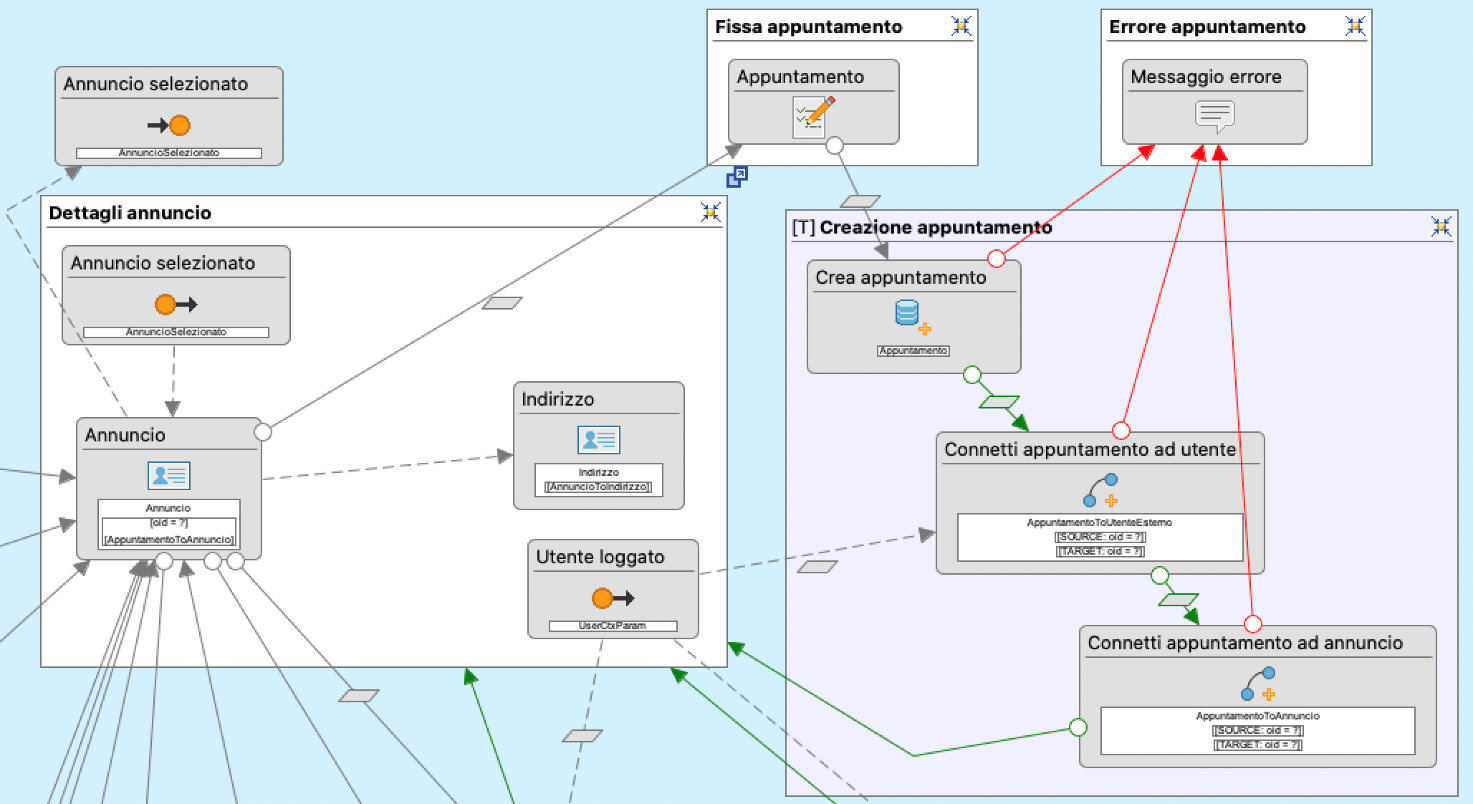 Fissa appuntamento
Errore appuntamento
Annuncio selezionato
AnnuncioSelezionato
Appuntamento
Messaggio errore
Dettagli annuncio
Annuncio selezionato
AnnuncioSelezionato
Annuncio
Annuncio
[oid = ?]
[AppuntamentoToAnnuncio]
Indirizzo
Indirizzo
[[AnnuncioToIndirizzo]]
Utente loggato
UserCtxParam
[T] Creazione appuntamento
Crea appuntamento
Appuntamento
Connetti appuntamento ad utente
AppuntamentoToUtenteEsterno
[[SOURCE: oid = ?]]
[[TARGET: oid = ?]]
Connetti appuntamento ad annuncio
AppuntamentoToAnnuncio
[[SOURCE: oid = ?]]
[[TARGET: oid = ?]]